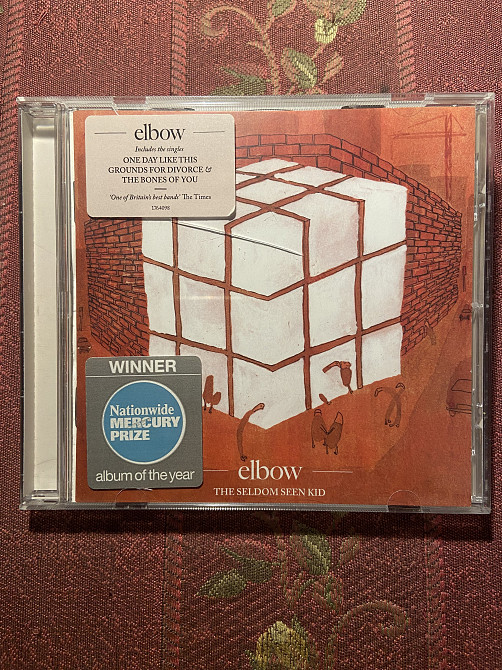 elbow
Includes the singles
ONE DAY LIKE THIS
GROUNDS FOR DIVORCE &
THE BONES OF YOU
'One of Britain's best bands' The Times
1764098
WINNER
Nationwide
MERCURY
PRIZE
album of the year
elbow
THE SELDOM SEEN KID